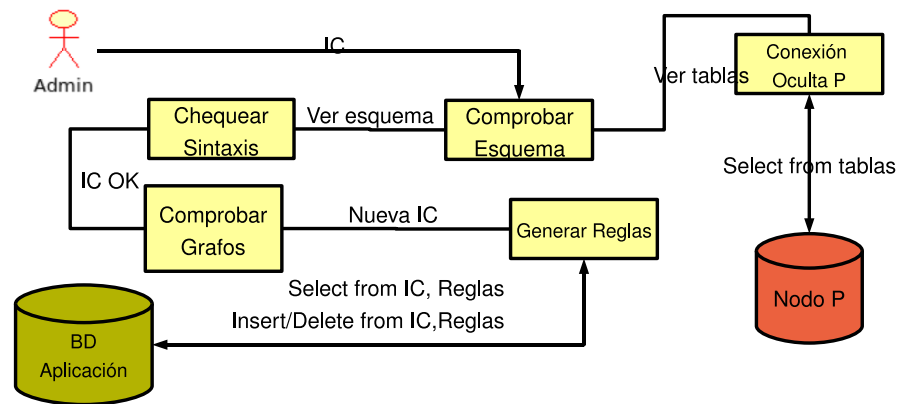 IC
Admin
Conexión
Oculta P
Ver tablas
Chequear
Sintaxis
Ver esquema
Comprobar
Esquema
Select from tablas
IC OK
Comprobar
Grafos
Nueva IC
Generar Reglas
Select from IC, Reglas
Insert/Delete from IC,Reglas
Nodo P
BD
Aplicación